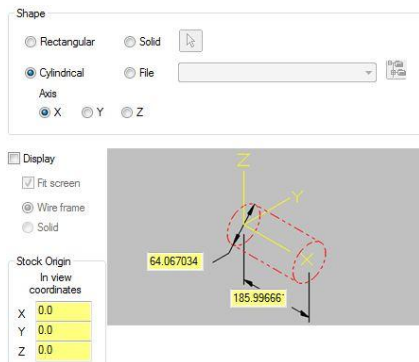 Shape
Rectangular Solid
Cylindrical File
Axis
X Y Z
Display
Fit screen
Wire frame
Solid
Stock Origin
In view
coordinates
X 0.0
Y 0.0
Z 0.0
Z
Y
X
64.067034
185.99666